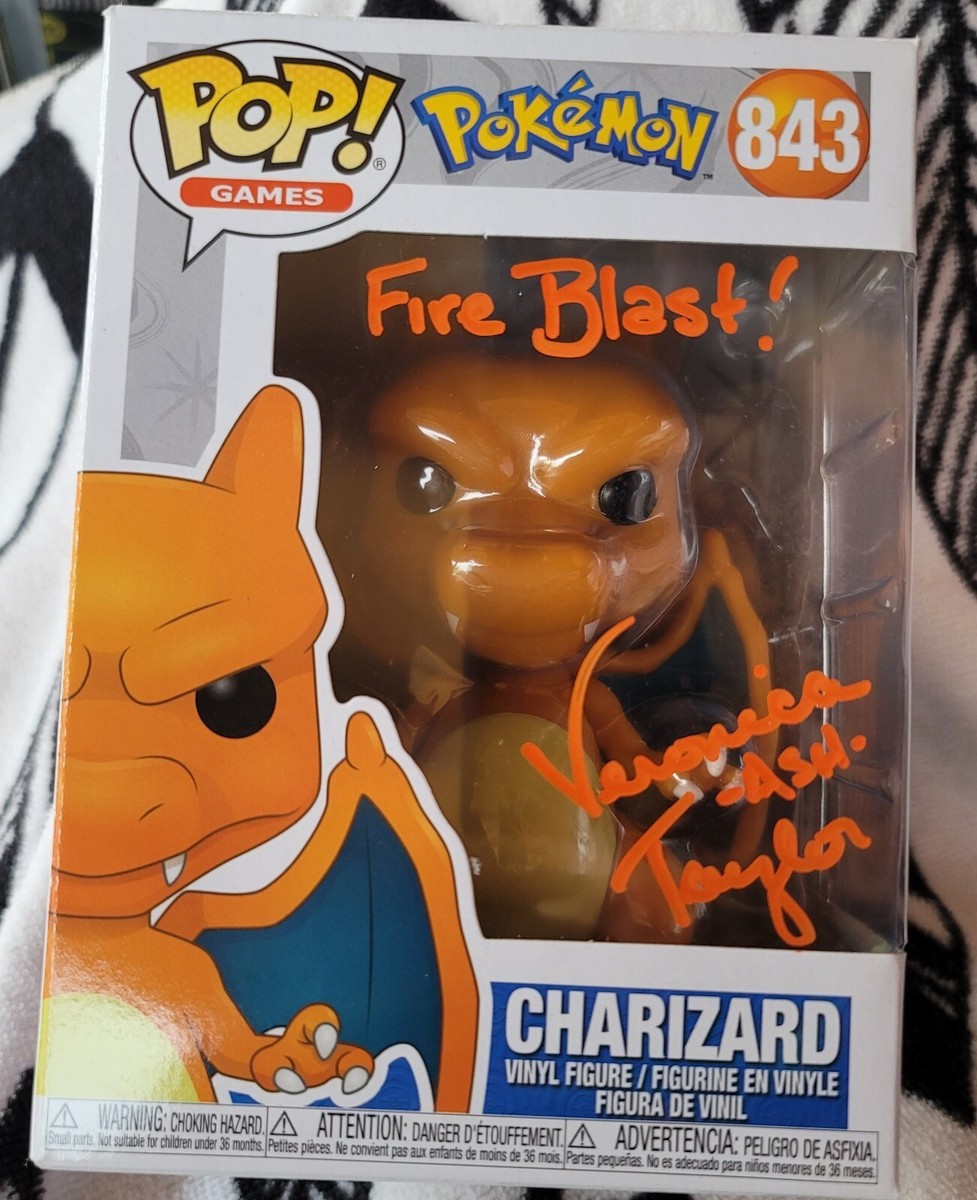 POP!®
GAMES
POKéMON™
843
Fire Blast!
Veronica
-ASH-
Taylor
CHARIZARD
VINYL FIGURE / FIGURINE EN VINYLE
FIGURA DE VINIL
WARNING: CHOKING HAZARD.
Small parts. Not suitable for children under 36 months.
ATTENTION: DANGER D'ÉTOUFFEMENT.
Petites pièces. Ne convient pas aux enfants de moins de 36 mois.
ADVERTENCIA: PELIGRO DE ASFIXIA.
Partes pequeñas. No es adecuado para niños menores de 36 meses.